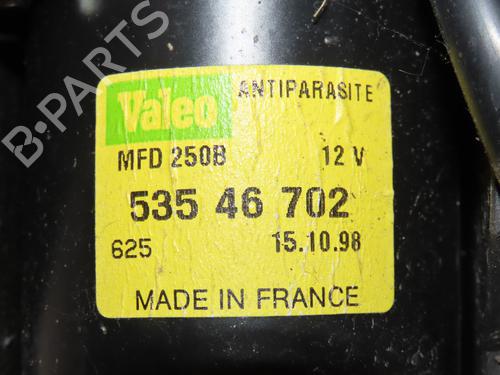 B-PARTS
Valeo ANTIPARASITE
MFD 250B 12 V
535 46 702
625 15.10.98
MADE IN FRANCE